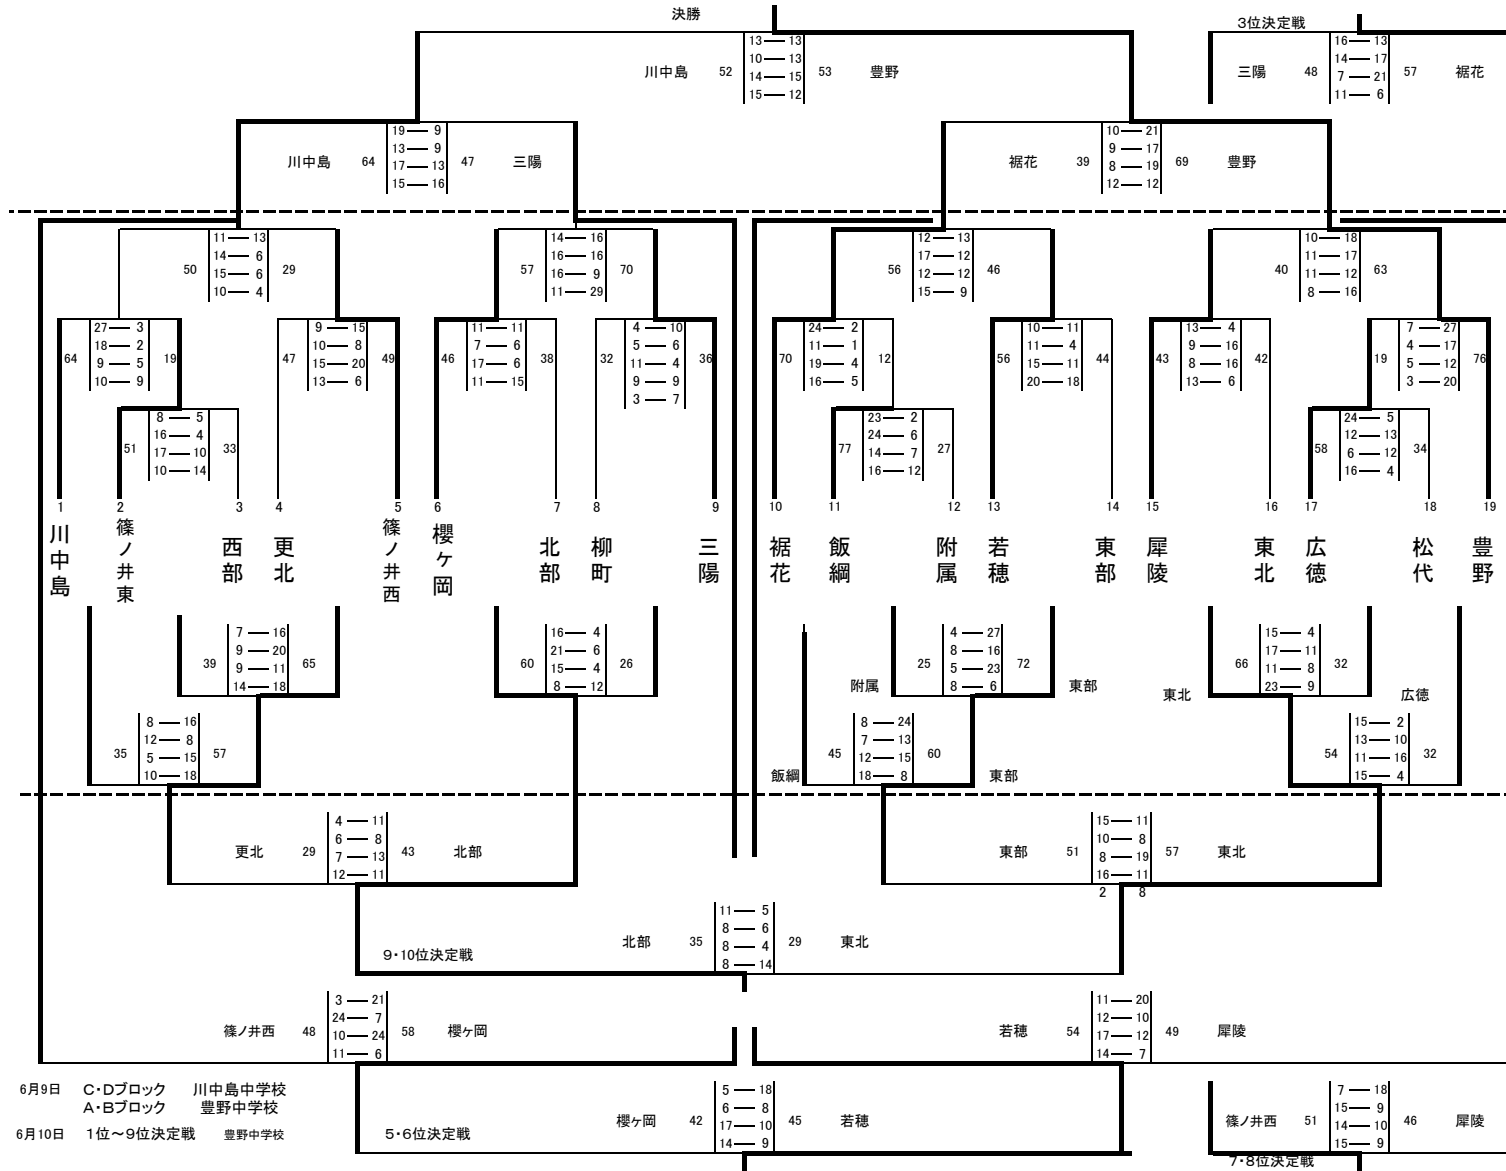 決勝
3位決定戦
13 13
10 13
川中島 52 14 15 53 豊野
15 12
16 13
14 17
三陽 48 7 21 57 裾花
11 6
19 9
13 9
川中島 64 17 13 47 三陽
15 16
10 21
9 17
裾花 39 8 19 69 豊野
12 12
11 13
14 6
50 15 6 29
10 4
14 16
16 16
57 16 9 70
11 29
12 13
17 12
56 12 12 46
15 9
10 18
11 17
40 11 12 63
8 16
27 3
18 2
64 9 5 19
10 9
9 15
10 8
47 15 20 49
13 6
11 11
7 6
46 17 6 38
11 15
4 10
5 6
32 11 4 36
9 9
3 7
24 2
11 1
70 19 4 12
16 5
10 11
11 4
56 15 11 44
20 18
13 4
9 16
43 8 16 42
13 6
7 27
4 17
19 5 12 76
3 20
8 5
16 4
51 17 10 33
10 14
23 2
24 6
77 14 7 27
16 12
24 5
12 13
58 6 12 34
16 4
1 2 3 4 5 6 7 8 9 10 11 12 13 14 15 16 17 18 19
川中島
篠ノ井東
西部
更北
篠ノ井西
櫻ヶ岡
北部
柳町
三陽
裾花
飯綱
附属
若穂
東部
犀陵
東北
広徳
松代
豊野
7 16
9 20
39 9 11 65
14 18
16 4
21 6
60 15 4 26
8 12
4 27
8 16
25 5 23 72
附属 8 6 東部
15 4
17 11
66 11 8 32
東北 23 9 広徳
8 16
12 8
35 5 15 57
10 18
8 24
7 13
45 12 15 60
飯綱 18 8 東部
15 2
13 10
54 11 16 32
15 4
4 11
6 8
更北 29 7 13 43 北部
12 11
15 11
10 8
東部 51 8 19 57 東北
16 11
2 8
11 5
8 6
北部 35 8 4 29 東北
9・10位決定戦 8 14
3 21
24 7
篠ノ井西 48 10 24 58 櫻ヶ岡
11 6
11 20
12 10
若穂 54 17 12 49 犀陵
14 7
6月9日 C・Dブロック 川中島中学校
A・Bブロック 豊野中学校
6月10日 1位～9位決定戦 豊野中学校
5 18
6 8
櫻ヶ岡 42 17 10 45 若穂
5・6位決定戦 14 9
7 18
15 9
篠ノ井西 51 14 10 46 犀陵
15 9
7・8位決定戦